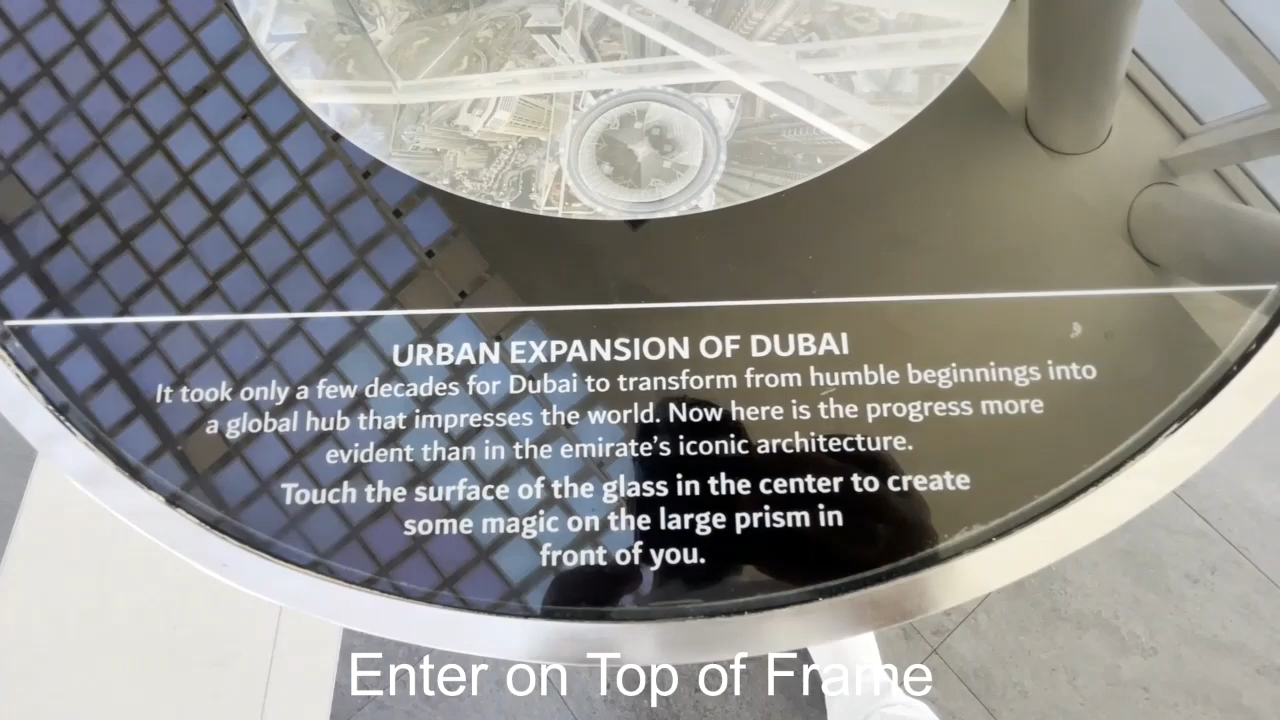 URBAN EXPANSION OF DUBAI
It took only a few decades for Dubai to transform from humble beginnings into
a global hub that impresses the world. Now here is the progress more
evident than in the emirate's iconic architecture.
Touch the surface of the glass in the center to create
some magic on the large prism in
front of you.
Enter on Top of Frame